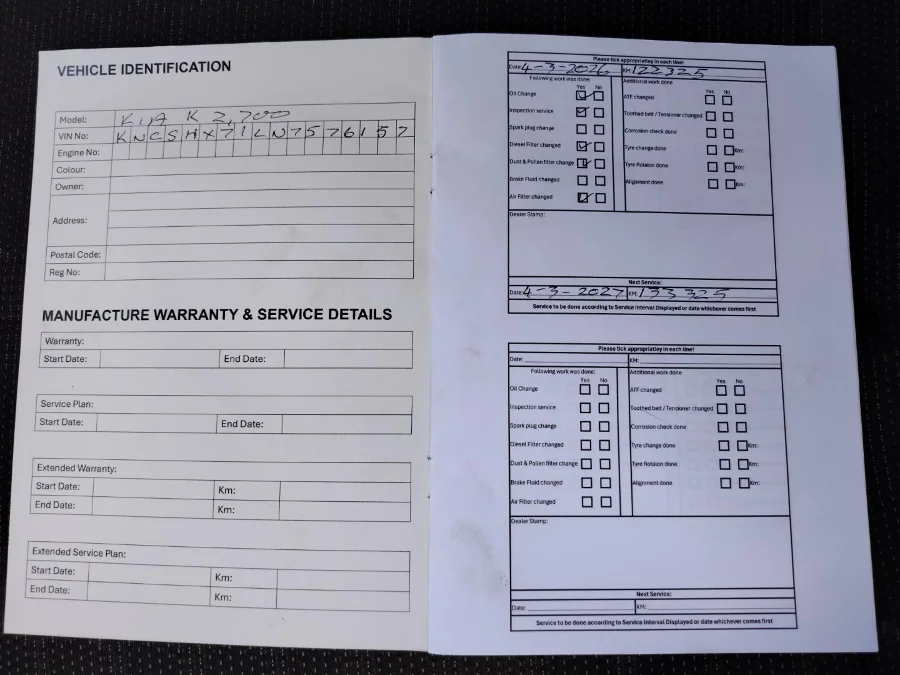 VEHICLE IDENTIFICATION
Model: KIA K 2,700
VIN No: KNCSHX71LN7576157
Engine No:
Colour:
Owner:
Address:
Postal Code:
Reg No:
MANUFACTURE WARRANTY & SERVICE DETAILS
Warranty:
Start Date: End Date:
Service Plan:
Start Date: End Date:
Extended Warranty:
Start Date: Km:
End Date: Km:
Extended Service Plan:
Start Date: Km:
End Date: Km:
Please tick appropriatley in each line!
Date: 4-3-2026 KM: 122325
Following work was done: Additional work done
Yes No Yes No
Oil Change ATF changed
Inspection service Toothed belt / Tensioner changed
Spark plug change Corrosion check done
Diesel Filter changed Tyre change done Km:
Dust & Pollen filter change Tyre Rotaion done Km:
Brake Fluid changed Alignment done Km:
Air Filter changed
Dealer Stamp:
Next Service:
Date: 4-3-2027 KM: 133325
Service to be done according to Service Interval Displayed or date whichever comes first
Please tick appropriatley in each line!
Date: KM:
Following work was done: Additional work done
Yes No Yes No
Oil Change ATF changed
Inspection service Toothed belt / Tensioner changed
Spark plug change Corrosion check done
Diesel Filter changed Tyre change done Km:
Dust & Pollen filter change Tyre Rotaion done Km:
Brake Fluid changed Alignment done Km:
Air Filter changed
Dealer Stamp:
Next Service:
Date: KM:
Service to be done according to Service Interval Displayed or date whichever comes first